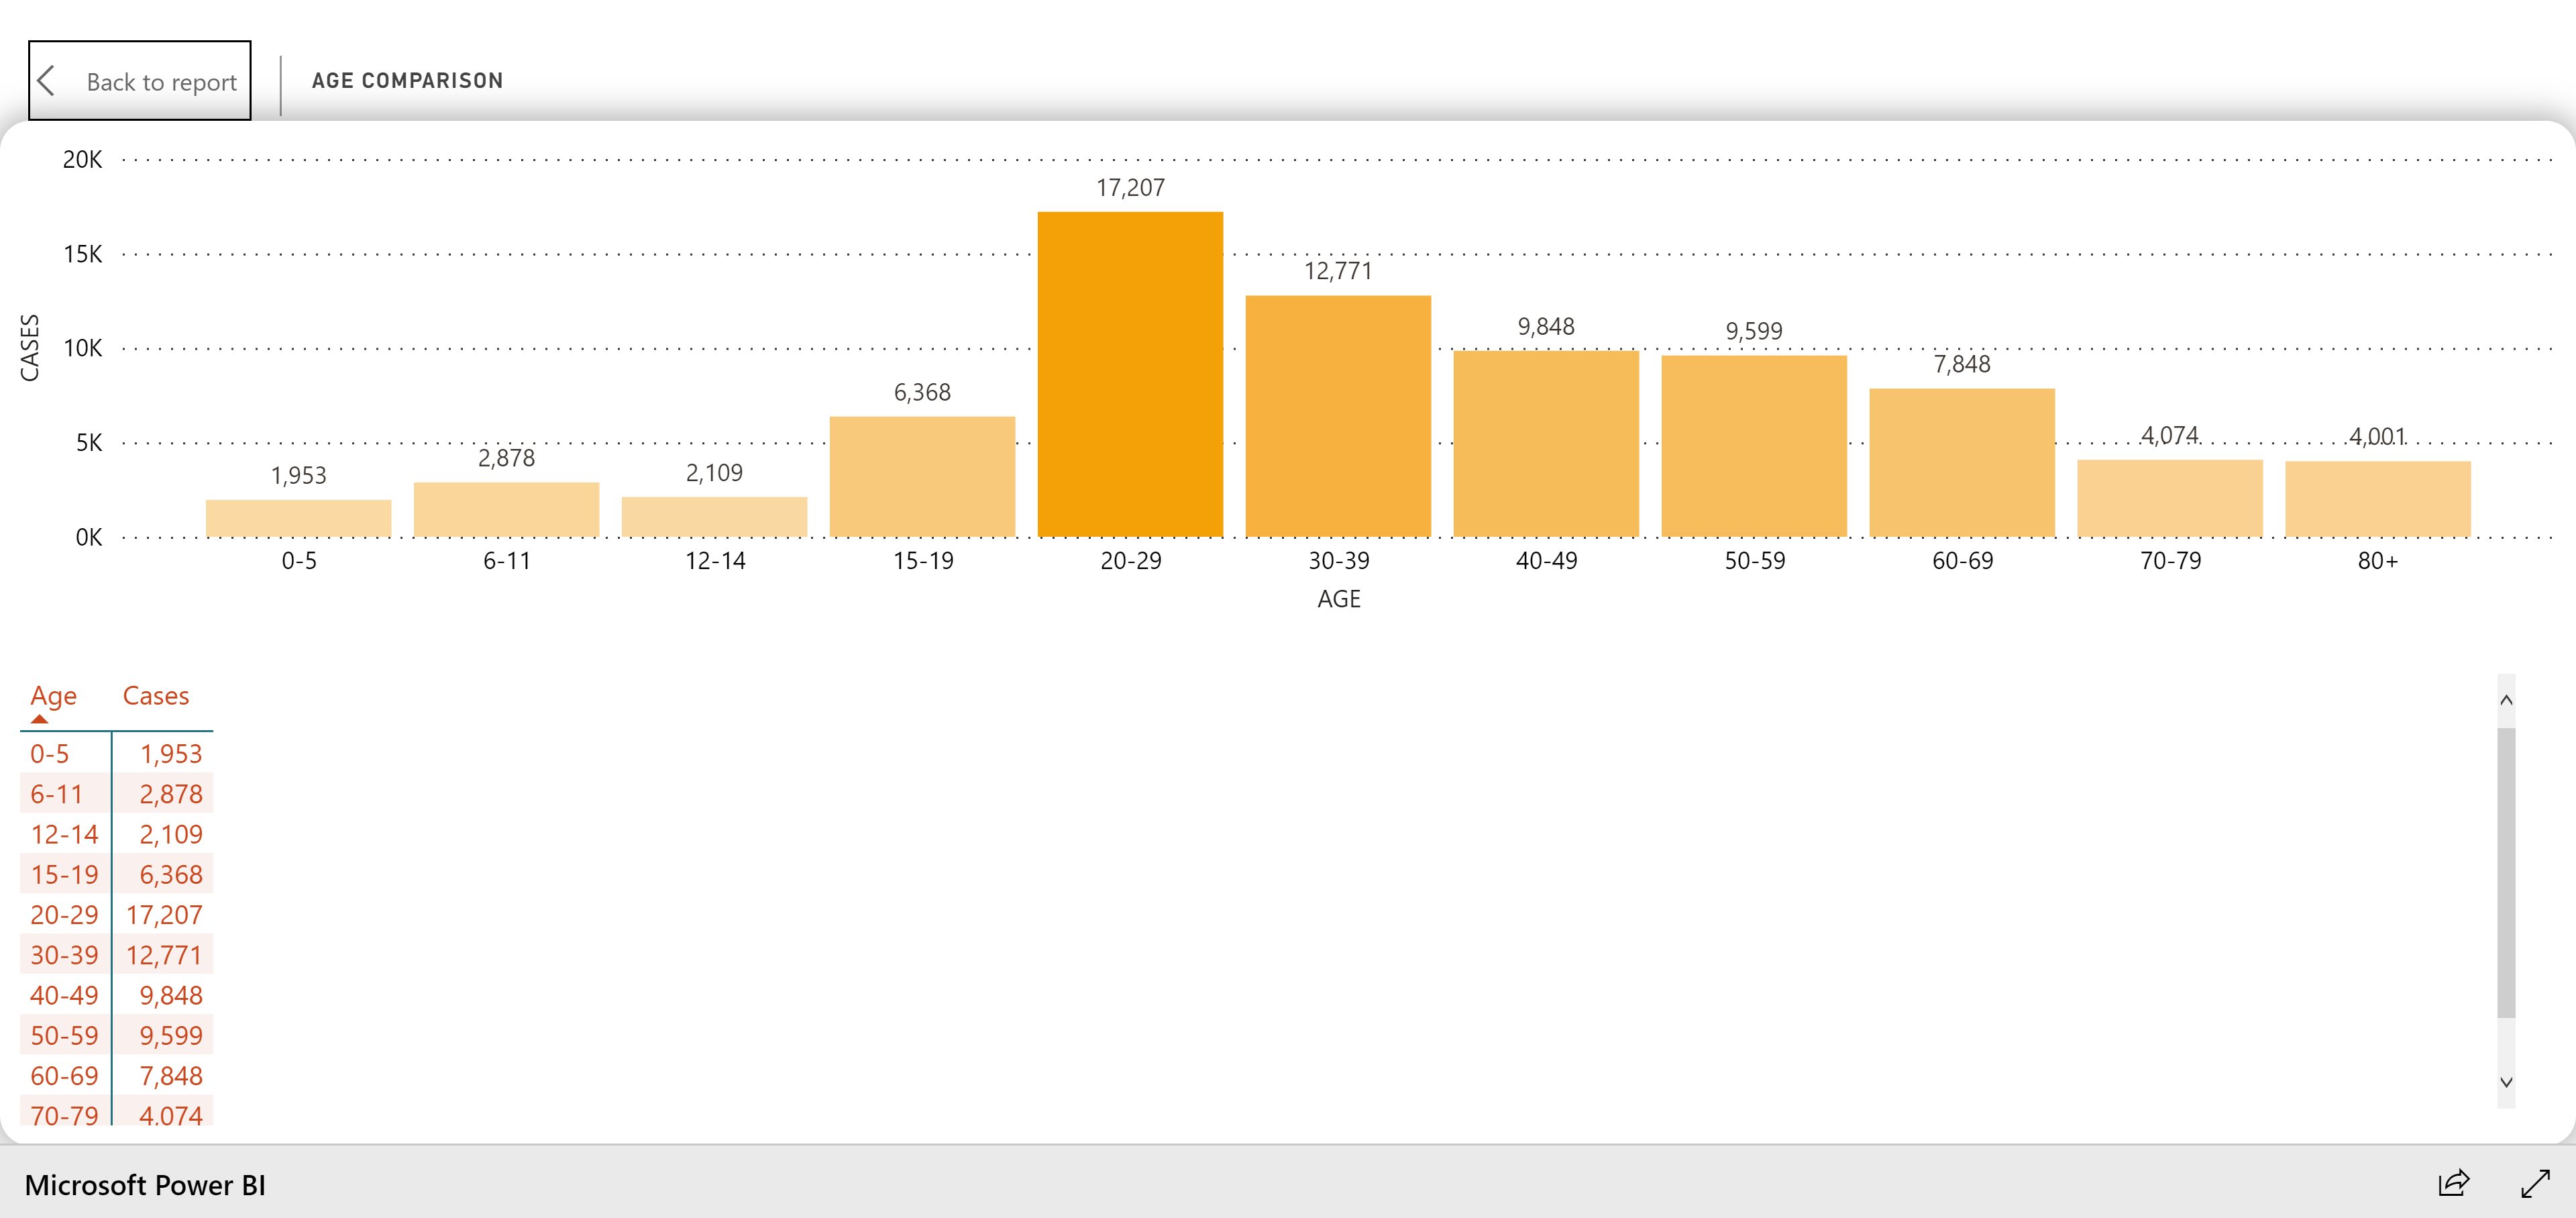 Back to report
AGE COMPARISON
20K
15K
10K
5K
0K
CASES
1,953
2,878
2,109
6,368
17,207
12,771
9,848
9,599
7,848
4,074
4,001
0-5
6-11
12-14
15-19
20-29
30-39
40-49
50-59
60-69
70-79
80+
AGE
Age Cases
0-5 1,953
6-11 2,878
12-14 2,109
15-19 6,368
20-29 17,207
30-39 12,771
40-49 9,848
50-59 9,599
60-69 7,848
70-79 4,074
Microsoft Power BI